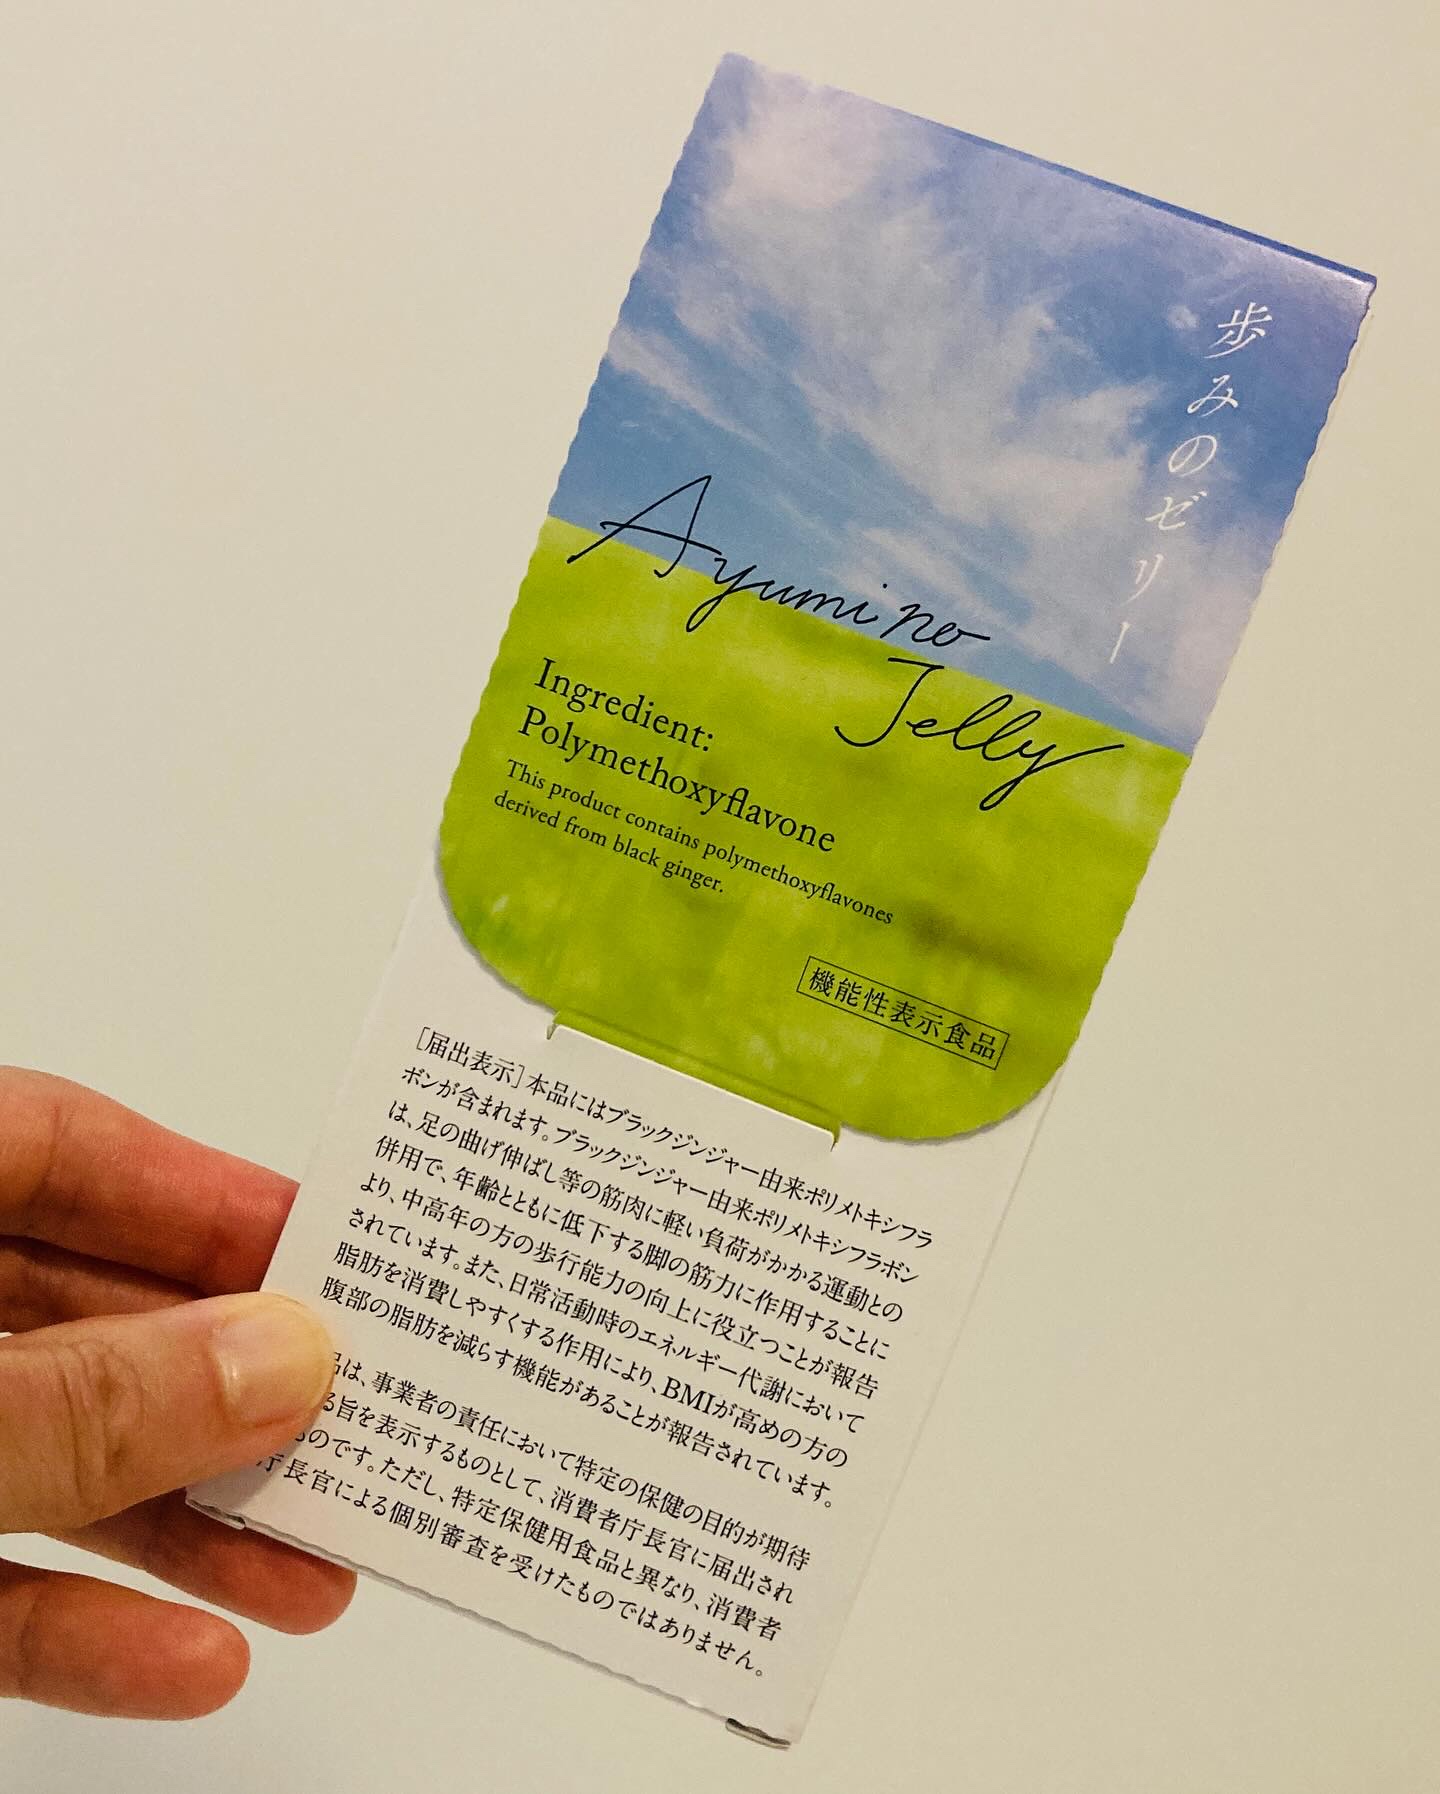 歩みのゼリー
Ayumi no
Jelly
Ingredient:
Polymethoxyflavone
This product contains polymethoxyflavones
derived from black ginger.
機能性表示食品
[届出表示]本品にはブラックジンジャー由来ポリメトキシフラ
ボンが含まれます。ブラックジンジャー由来ポリメトキシフラボン
は、足の曲げ伸ばし等の筋肉に軽い負荷がかかる運動との
併用で、年齢とともに低下する脚の筋力に作用することに
より、中高年の方の歩行能力の向上に役立つことが報告
されています。また、日常活動時のエネルギー代謝において
脂肪を消費しやすくする作用により、BMIが高めの方の
腹部の脂肪を減らす機能があることが報告されています。
品は、事業者の責任において特定の保健の目的が期待
る旨を表示するものとして、消費者庁長官に届出され
ものです。ただし、特定保健用食品と異なり、消費者
庁長官による個別審査を受けたものではありません。